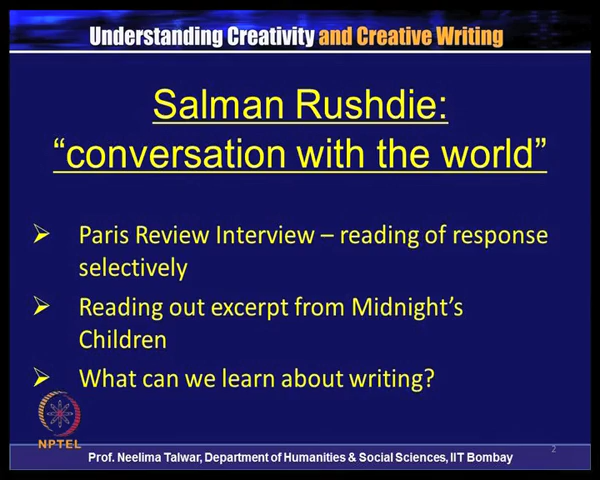 Understanding Creativity and Creative Writing
Salman Rushdie:
“conversation with the world”
➢ Paris Review Interview – reading of response
selectively
➢ Reading out excerpt from Midnight’s
Children
➢ What can we learn about writing?
NPTEL
2
Prof. Neelima Talwar, Department of Humanities & Social Sciences, IIT Bombay